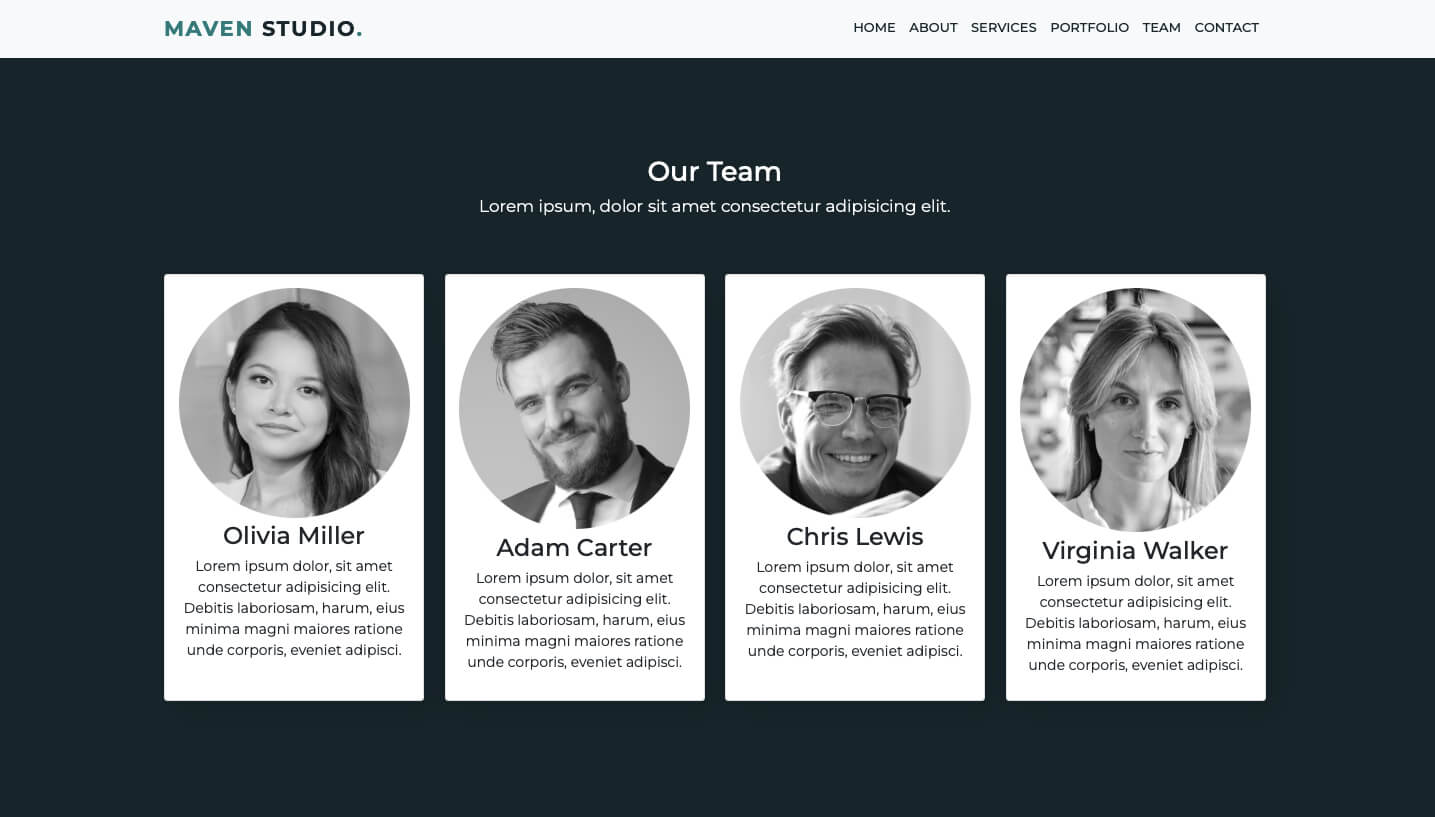 MAVEN STUDIO.
HOME ABOUT SERVICES PORTFOLIO TEAM CONTACT
Our Team
Lorem ipsum, dolor sit amet consectetur adipisicing elit.
Olivia Miller
Lorem ipsum dolor, sit amet
consectetur adipisicing elit.
Debitis laboriosam, harum, eius
minima magni maiores ratione
unde corporis, eveniet adipisci.
Adam Carter
Lorem ipsum dolor, sit amet
consectetur adipisicing elit.
Debitis laboriosam, harum, eius
minima magni maiores ratione
unde corporis, eveniet adipisci.
Chris Lewis
Lorem ipsum dolor, sit amet
consectetur adipisicing elit.
Debitis laboriosam, harum, eius
minima magni maiores ratione
unde corporis, eveniet adipisci.
Virginia Walker
Lorem ipsum dolor, sit amet
consectetur adipisicing elit.
Debitis laboriosam, harum, eius
minima magni maiores ratione
unde corporis, eveniet adipisci.